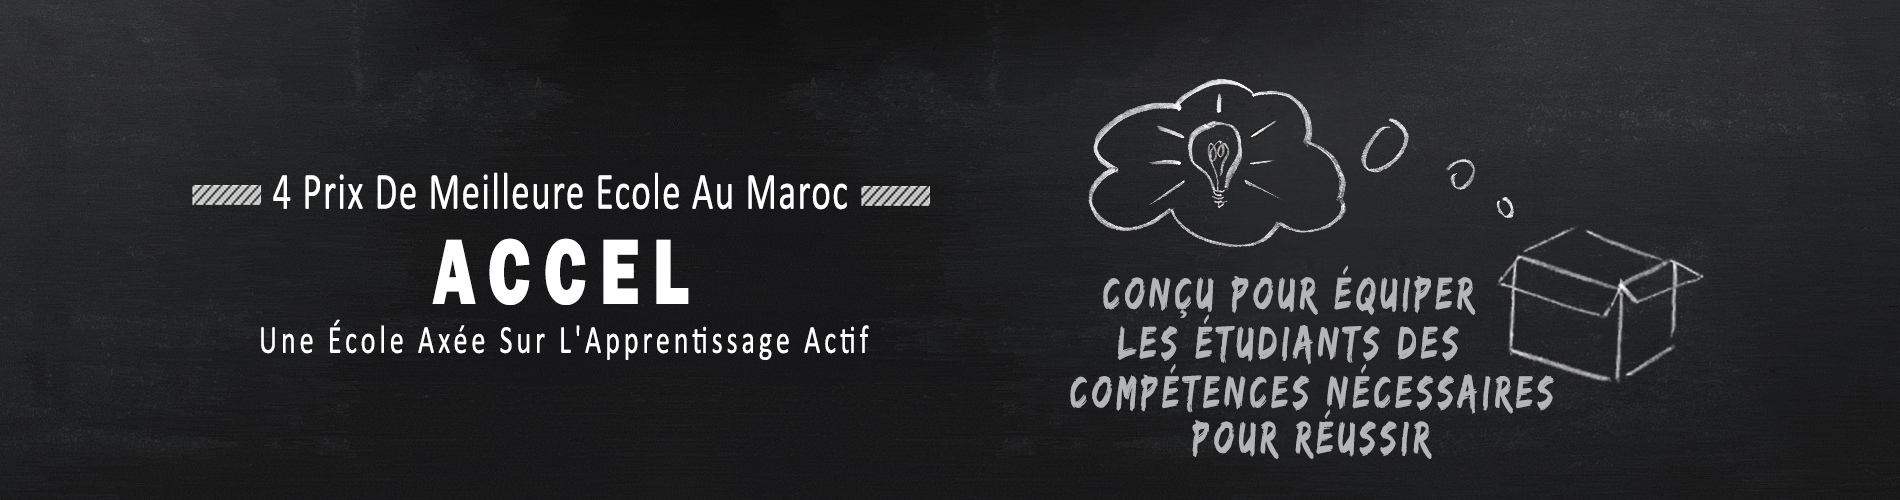 4 Prix De Meilleure Ecole Au Maroc
ACCEL
Une École Axée Sur L'Apprentissage Actif
CONÇU POUR ÉQUIPER
LES ÉTUDIANTS DES
COMPÉTENCES NÉCESSAIRES
POUR RÉUSSIR